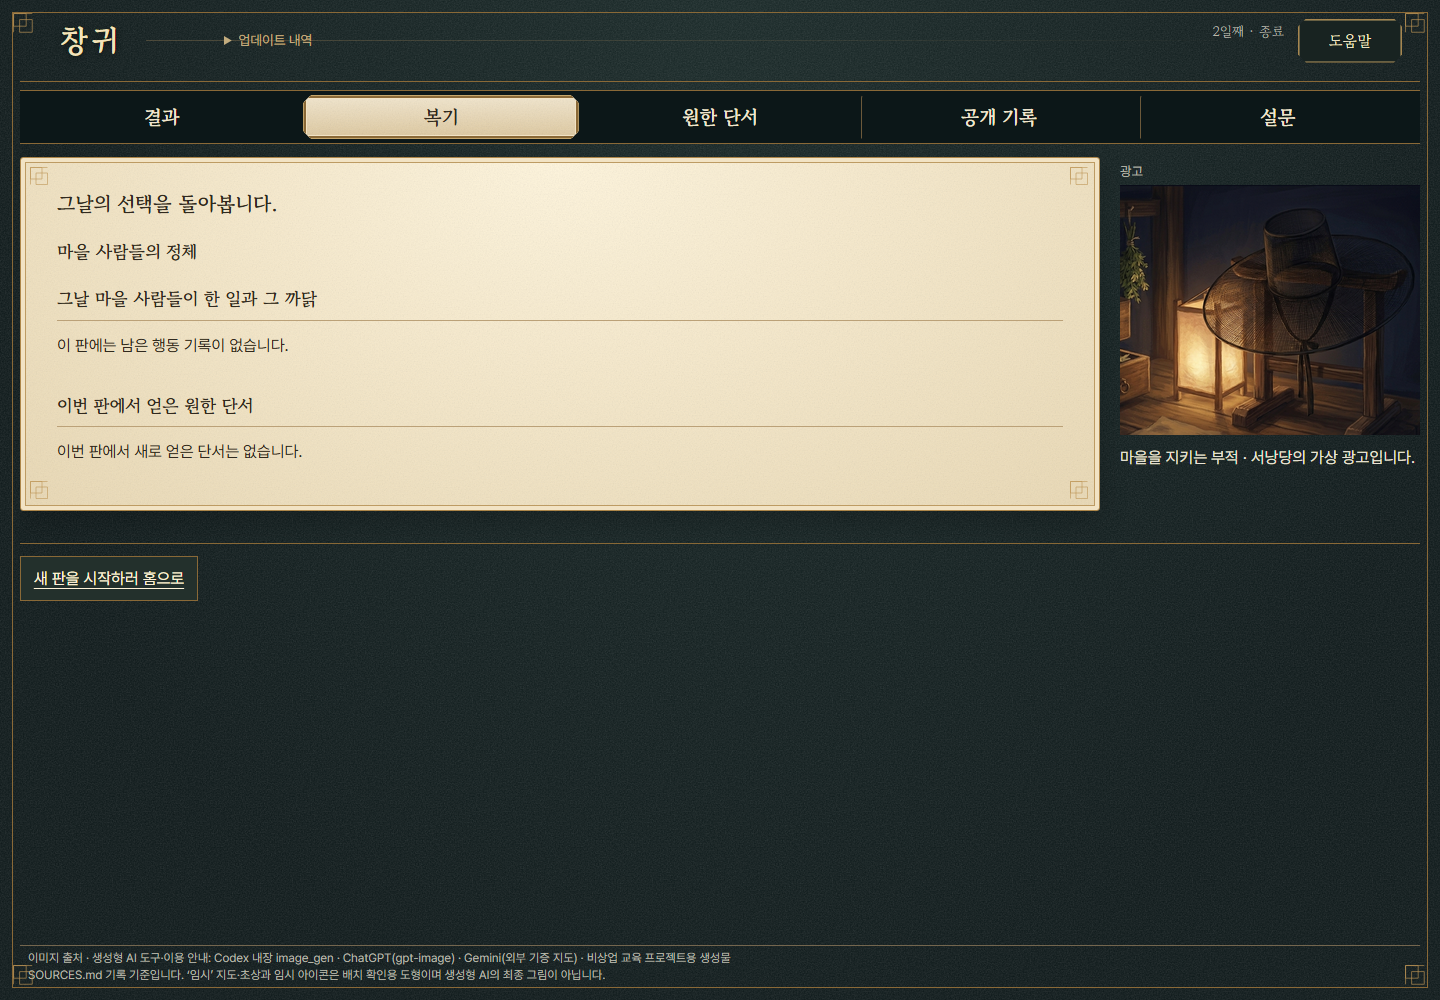 창귀
▶ 업데이트 내역
2일째 · 종료
도움말
결과
복기
원한 단서
공개 기록
설문
그날의 선택을 돌아봅니다.
마을 사람들의 정체
그날 마을 사람들이 한 일과 그 까닭
이 판에는 남은 행동 기록이 없습니다.
이번 판에서 얻은 원한 단서
이번 판에서 새로 얻은 단서는 없습니다.
광고
마을을 지키는 부적 · 서낭당의 가상 광고입니다.
새 판을 시작하러 홈으로
이미지 출처 · 생성형 AI 도구·이용 안내: Codex 내장 image_gen · ChatGPT(gpt-image) · Gemini(외부 기증 지도) · 비상업 교육 프로젝트용 생성물
SOURCES.md 기록 기준입니다. ‘임시’ 지도·초상과 임시 아이콘은 배치 확인용 도형이며 생성형 AI의 최종 그림이 아닙니다.